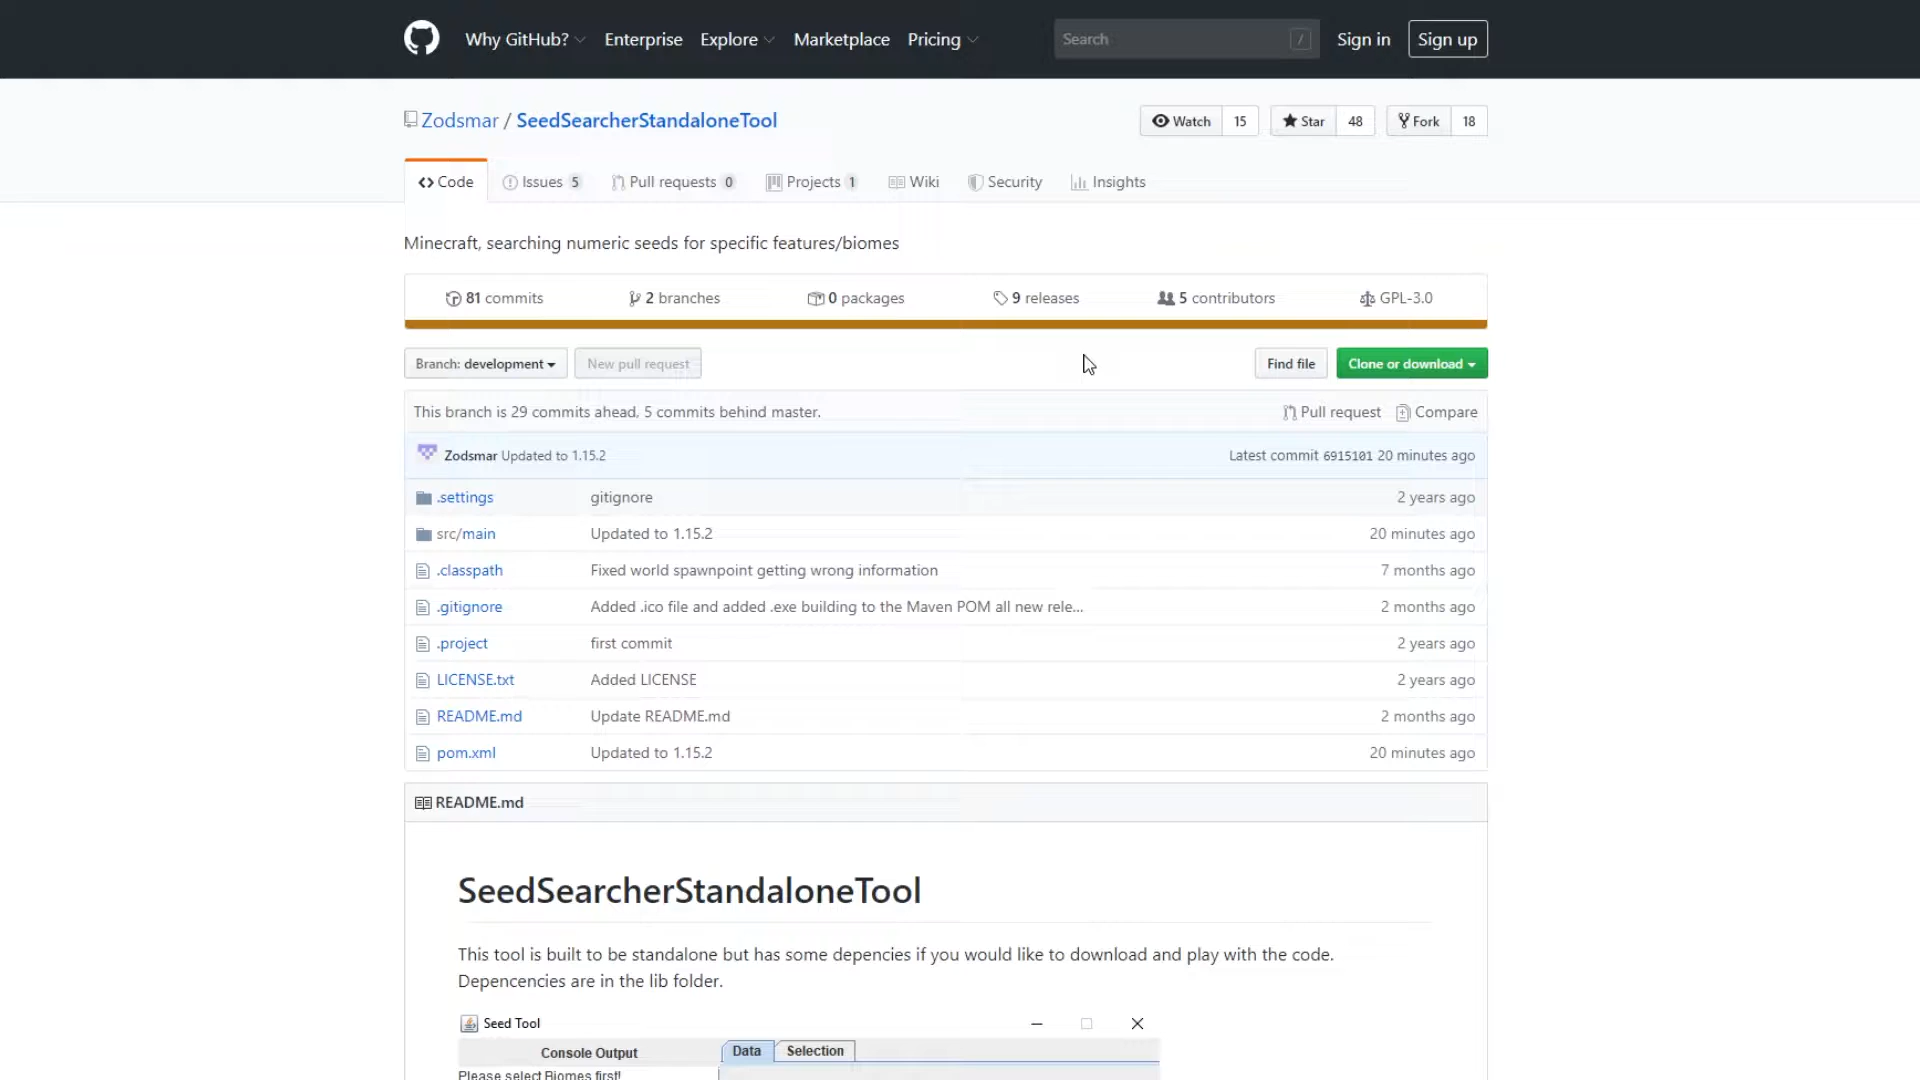 Why GitHub? Enterprise Explore Marketplace Pricing Search / Sign in Sign up
Zodsmar / SeedSearcherStandaloneTool Watch 15 Star 48 Fork 18
Code Issues 5 Pull requests 0 Projects 1 Wiki Security Insights
Minecraft, searching numeric seeds for specific features/biomes
81 commits 2 branches 0 packages 9 releases 5 contributors GPL-3.0
Branch: development New pull request Find file Clone or download
This branch is 29 commits ahead, 5 commits behind master. Pull request Compare
Zodsmar Updated to 1.15.2 Latest commit 6915101 20 minutes ago
.settings gitignore 2 years ago
src/main Updated to 1.15.2 20 minutes ago
.classpath Fixed world spawnpoint getting wrong information 7 months ago
.gitignore Added .ico file and added .exe building to the Maven POM all new rele... 2 months ago
.project first commit 2 years ago
LICENSE.txt Added LICENSE 2 years ago
README.md Update README.md 2 months ago
pom.xml Updated to 1.15.2 20 minutes ago
README.md
SeedSearcherStandaloneTool
This tool is built to be standalone but has some depencies if you would like to download and play with the code.
Depencencies are in the lib folder.
Seed Tool
Console Output Data Selection
Please select Biomes first!